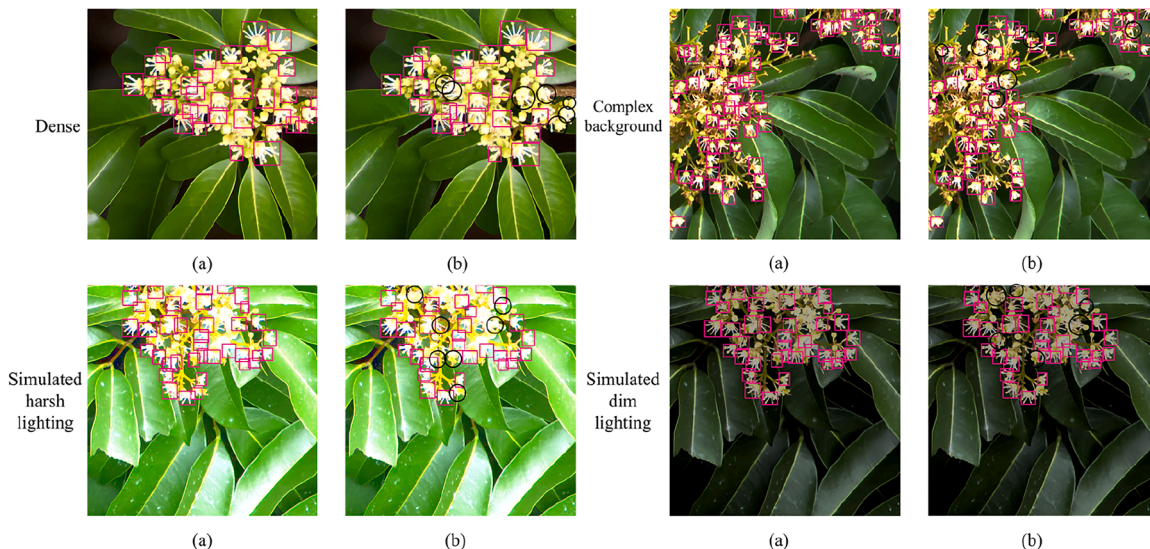 Dense
Complex
background
(a)
(b)
(a)
(b)
Simulated
harsh
lighting
Simulated
dim
lighting
(a)
(b)
(a)
(b)